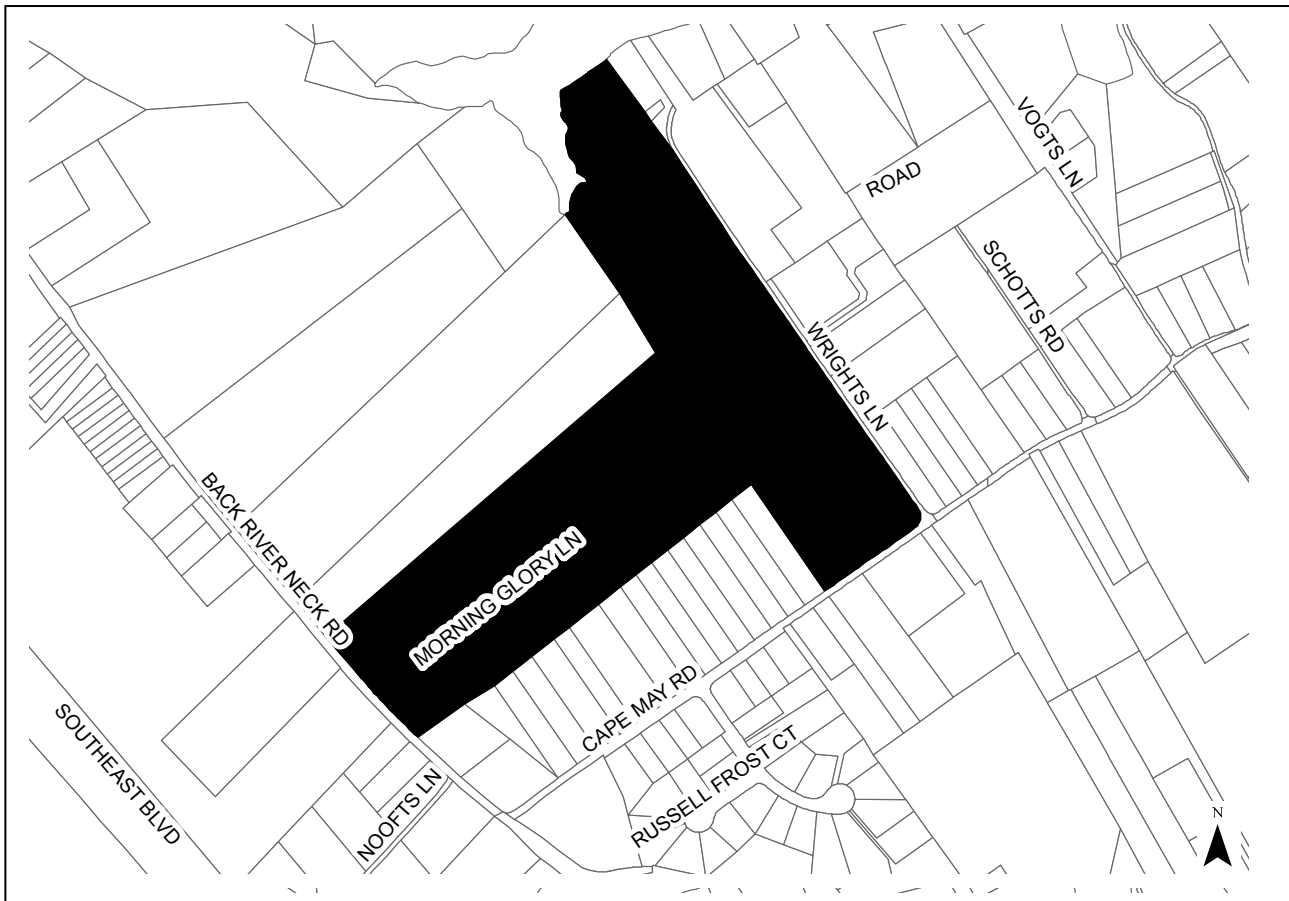 VOGTS LN
ROAD
SCHOTTS RD
WRIGHTS LN
BACK RIVER NECK RD
MORNING GLORY LN
CAPE MAY RD
SOUTHEAST BLVD
RUSSELL FROST CT
NOOFTS LN
N